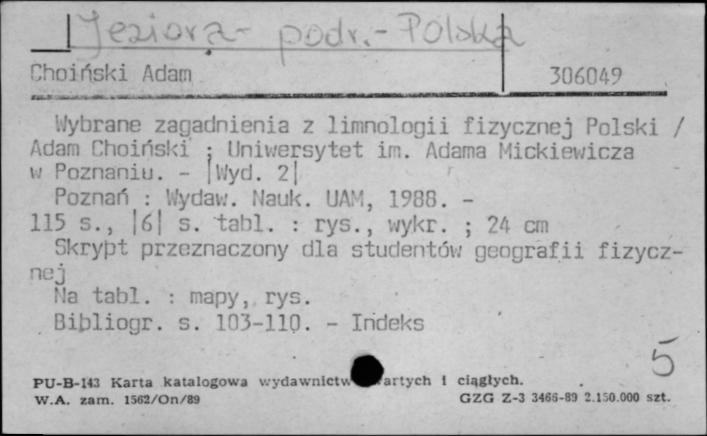 Jeziora - podr. - Polska
Choiński Adam 306049
Wybrane zagadnienia z limnologii fizycznej Polski /
Adam Choiński ; Uniwersytet im. Adama Mickiewicza
w Poznaniu. - |Wyd. 2|
Poznań : Wydaw. Nauk. UAM, 1988. -
115 s., |6| s. tabl. : rys., wykr. ; 24 cm
Skrypt przeznaczony dla studentów geografii fizycz-
nej
Na tabl. : mapy, rys.
Bibliogr. s. 103-110. - Indeks
5
PU-B-143 Karta katalogowa wydawnictw artych i ciągłych.
W.A. zam. 1562/On/89 GZG Z-3 3466-89 2.150.000 szt.